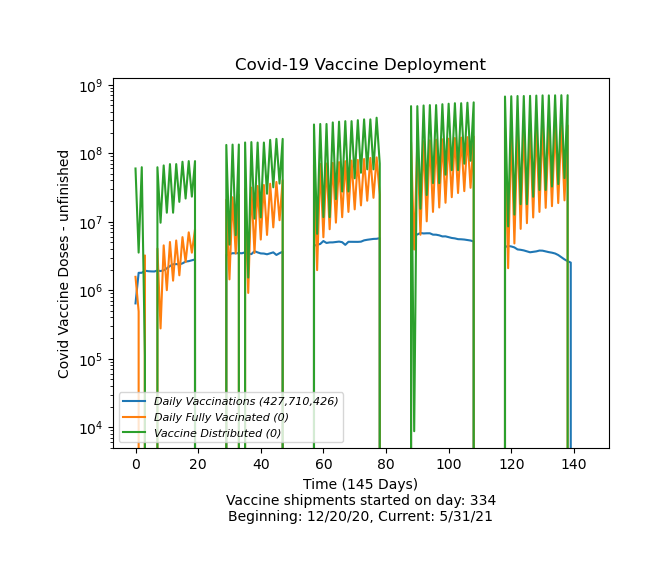 Covid-19 Vaccine Deployment
Covid Vaccine Doses - unfinished
10⁹
10⁸
10⁷
10⁶
10⁵
10⁴
Daily Vaccinations (427,710,426)
Daily Fully Vacinated (0)
Vaccine Distributed (0)
0 20 40 60 80 100 120 140
Time (145 Days)
Vaccine shipments started on day: 334
Beginning: 12/20/20, Current: 5/31/21